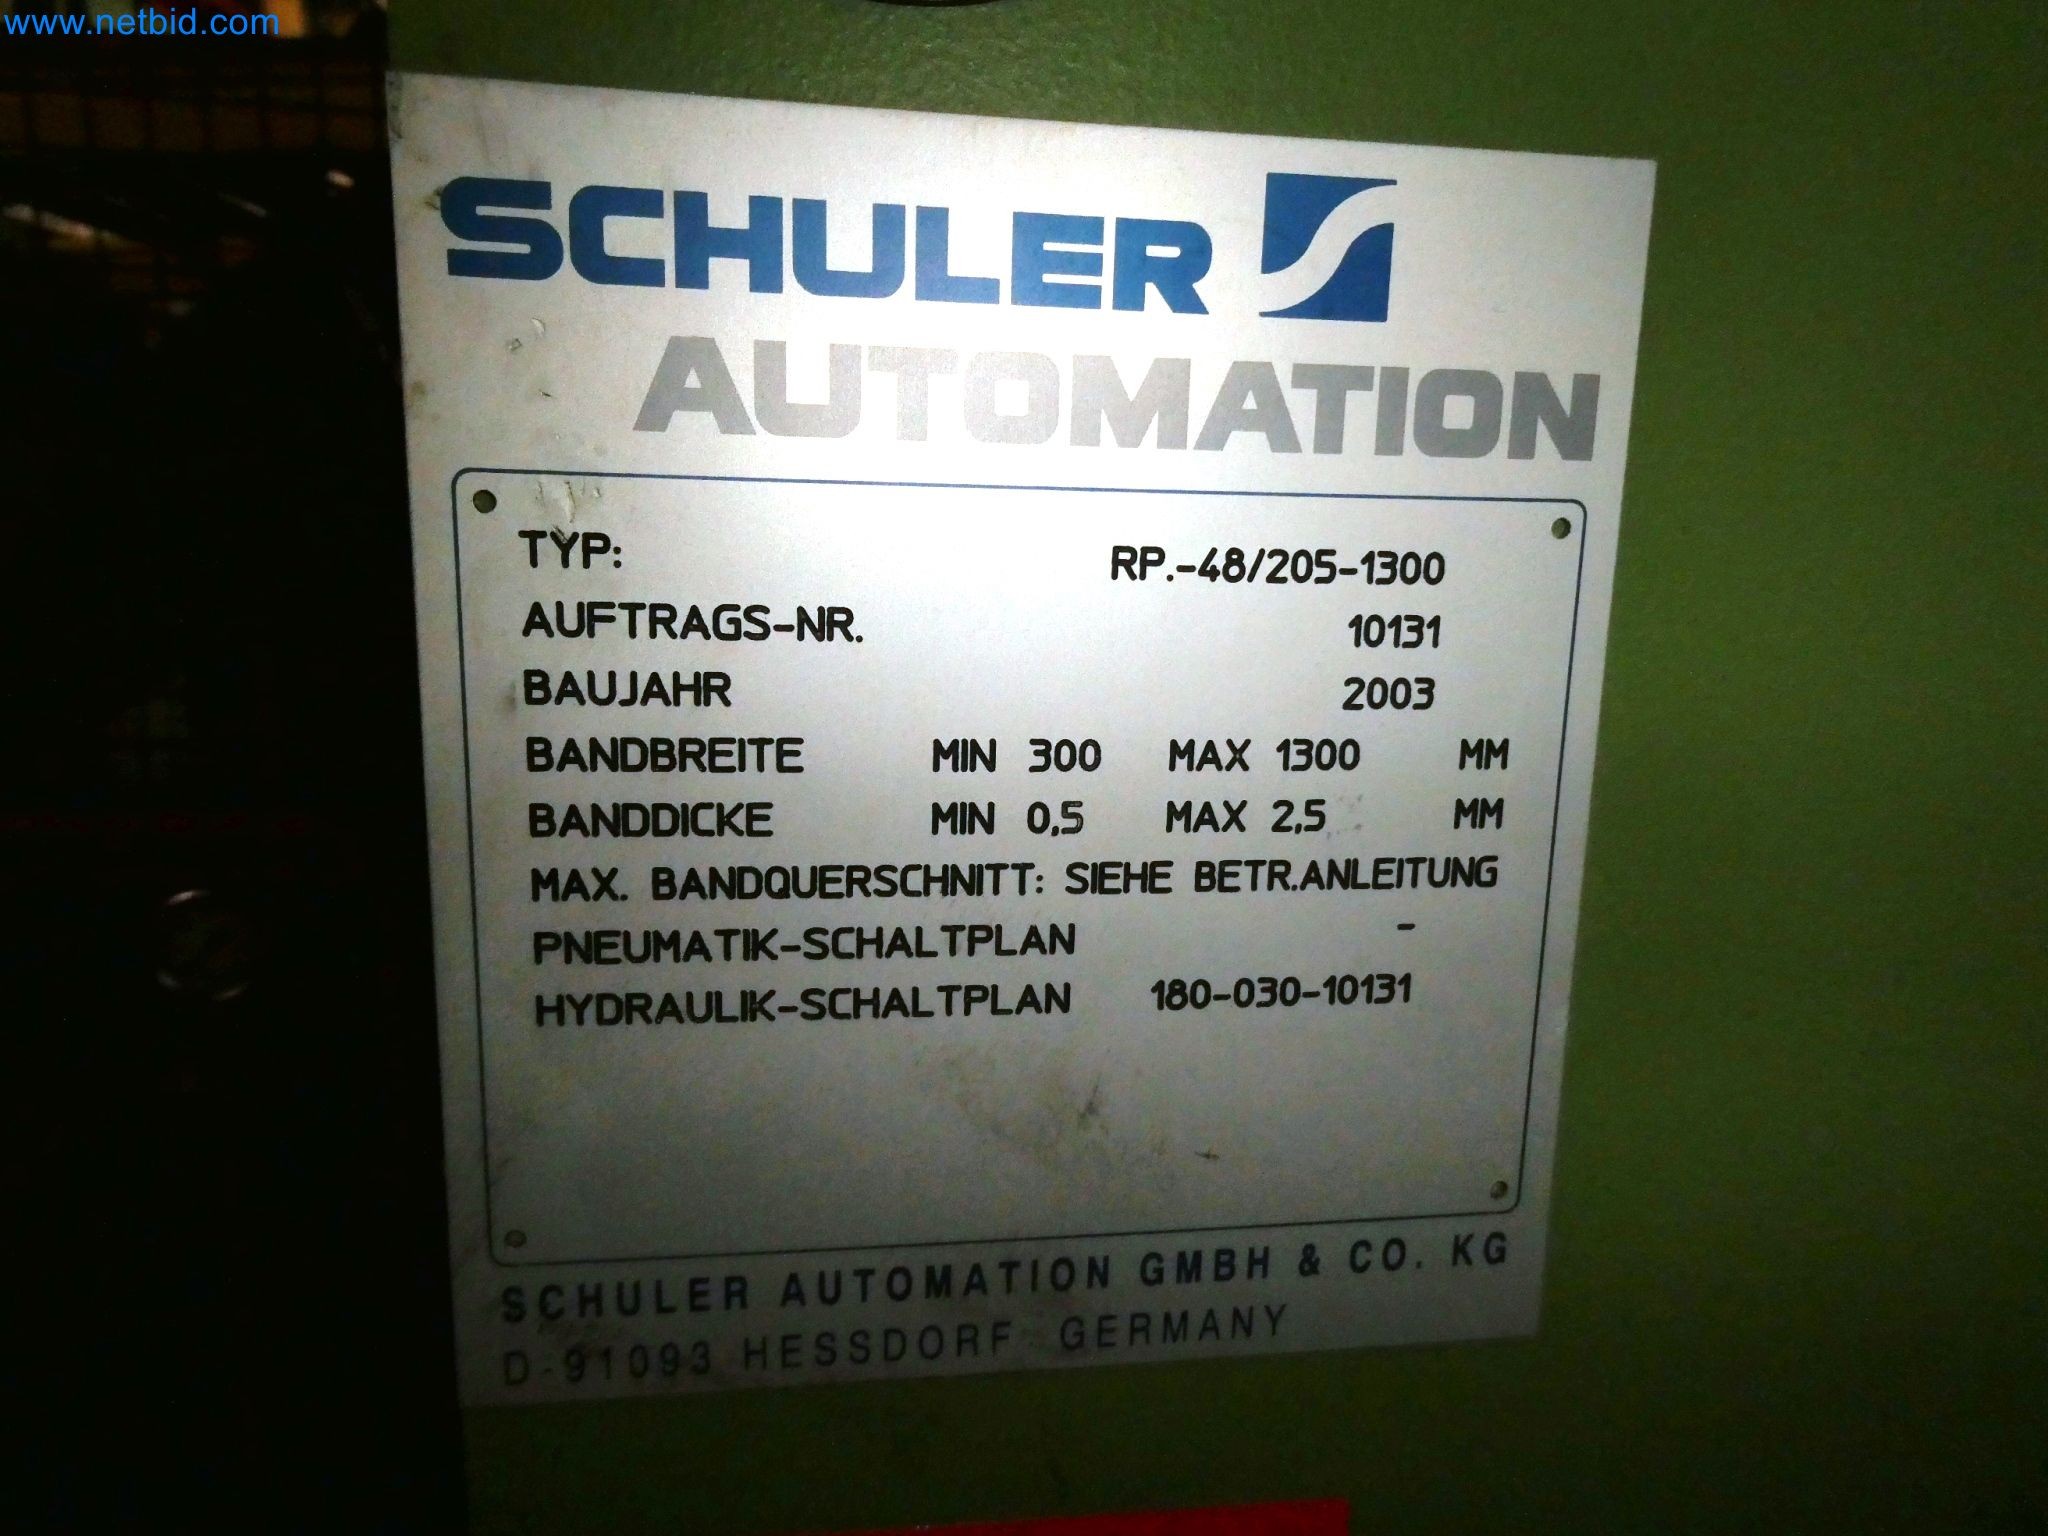 www.netbid.com
SCHULER
AUTOMATION
TYP: RP.-48/205-1300
AUFTRAGS-NR. 10131
BAUJAHR 2003
BANDBREITE MIN 300 MAX 1300 MM
BANDDICKE MIN 0,5 MAX 2,5 MM
MAX. BANDQUERSCHNITT: SIEHE BETR.ANLEITUNG
PNEUMATIK-SCHALTPLAN -
HYDRAULIK-SCHALTPLAN 180-030-10131
SCHULER AUTOMATION GMBH & CO. KG
D-91093 HESSDORF GERMANY